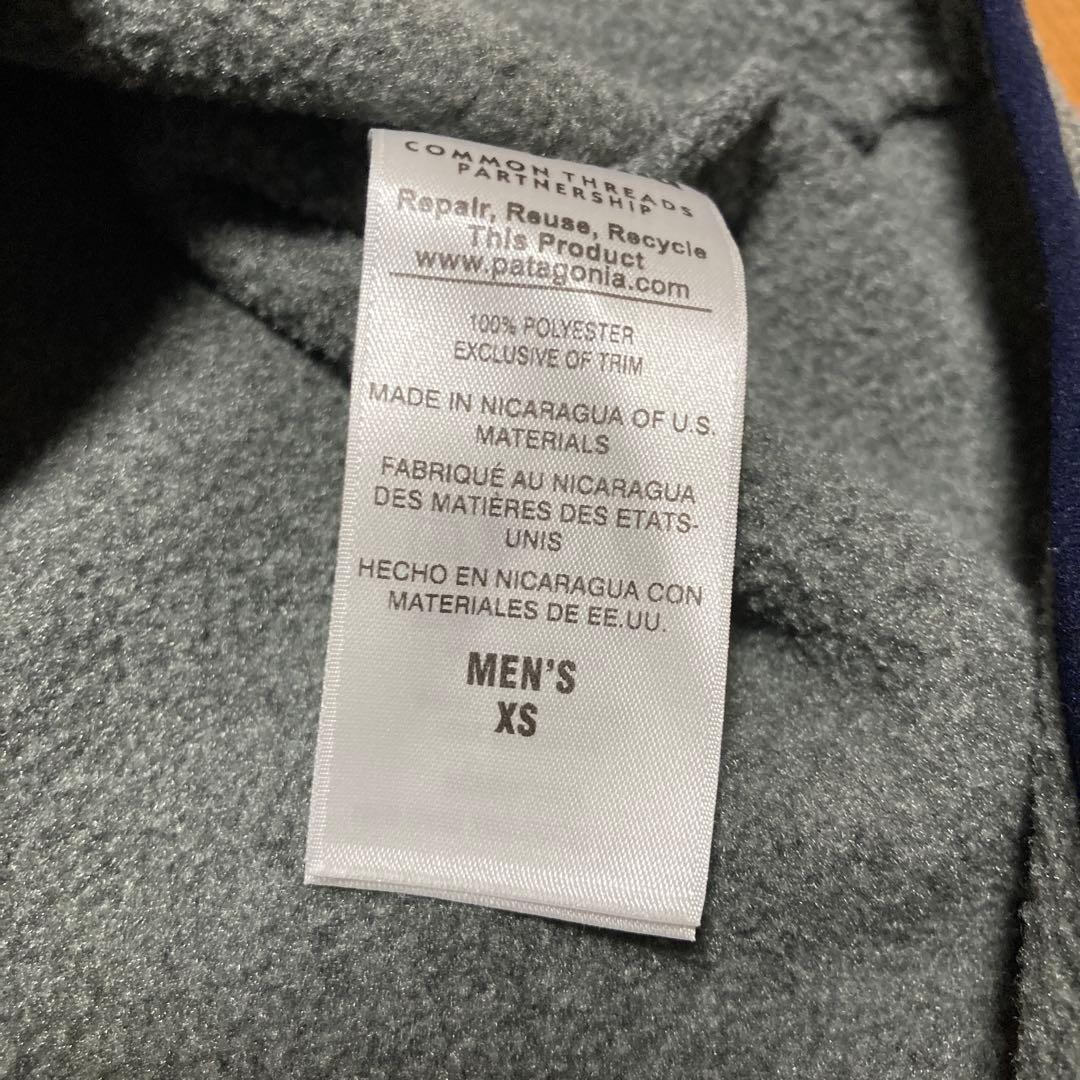 COMMON THREADS
PARTNERSHIP
Repair, Reuse, Recycle
This Product
www.patagonia.com
100% POLYESTER
EXCLUSIVE OF TRIM
MADE IN NICARAGUA OF U.S.
MATERIALS
FABRIQUÉ AU NICARAGUA
DES MATIÈRES DES ETATS-
UNIS
HECHO EN NICARAGUA CON
MATERIALES DE EE.UU.
MEN'S
XS